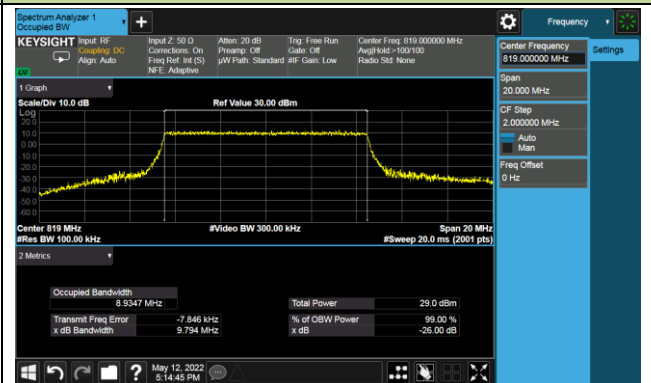 Spectrum Analyzer 1
Occupied BW
Frequency
KEYSIGHT
Input: RF
Coupling: DC
Align: Auto
Input Z: 50 Ω
Corrections: On
Freq Ref: Int (S)
NFE: Adaptive
Atten: 20 dB
Preamp: Off
µW Path: Standard
Trig: Free Run
Gate: Off
#IF Gain: Low
Center Freq: 819.000000 MHz
Avg|Hold:>100/100
Radio Std: None
Center Frequency
819.000000 MHz
Settings
Span
20.000 MHz
CF Step
2.000000 MHz
Auto
Man
Freq Offset
0 Hz
1 Graph
Scale/Div 10.0 dB
Ref Value 30.00 dBm
Log
20.0
10.0
0.00
-10.0
-20.0
-30.0
-40.0
-50.0
-60.0
Center 819 MHz
#Video BW 300.00 kHz
Span 20 MHz
#Res BW 100.00 kHz
#Sweep 20.0 ms (2001 pts)
2 Metrics
Occupied Bandwidth
8.9347 MHz
Total Power 29.0 dBm
Transmit Freq Error -7.846 kHz
% of OBW Power 99.00 %
x dB Bandwidth 9.794 MHz
x dB -26.00 dB
May 12, 2022
5:14:45 PM